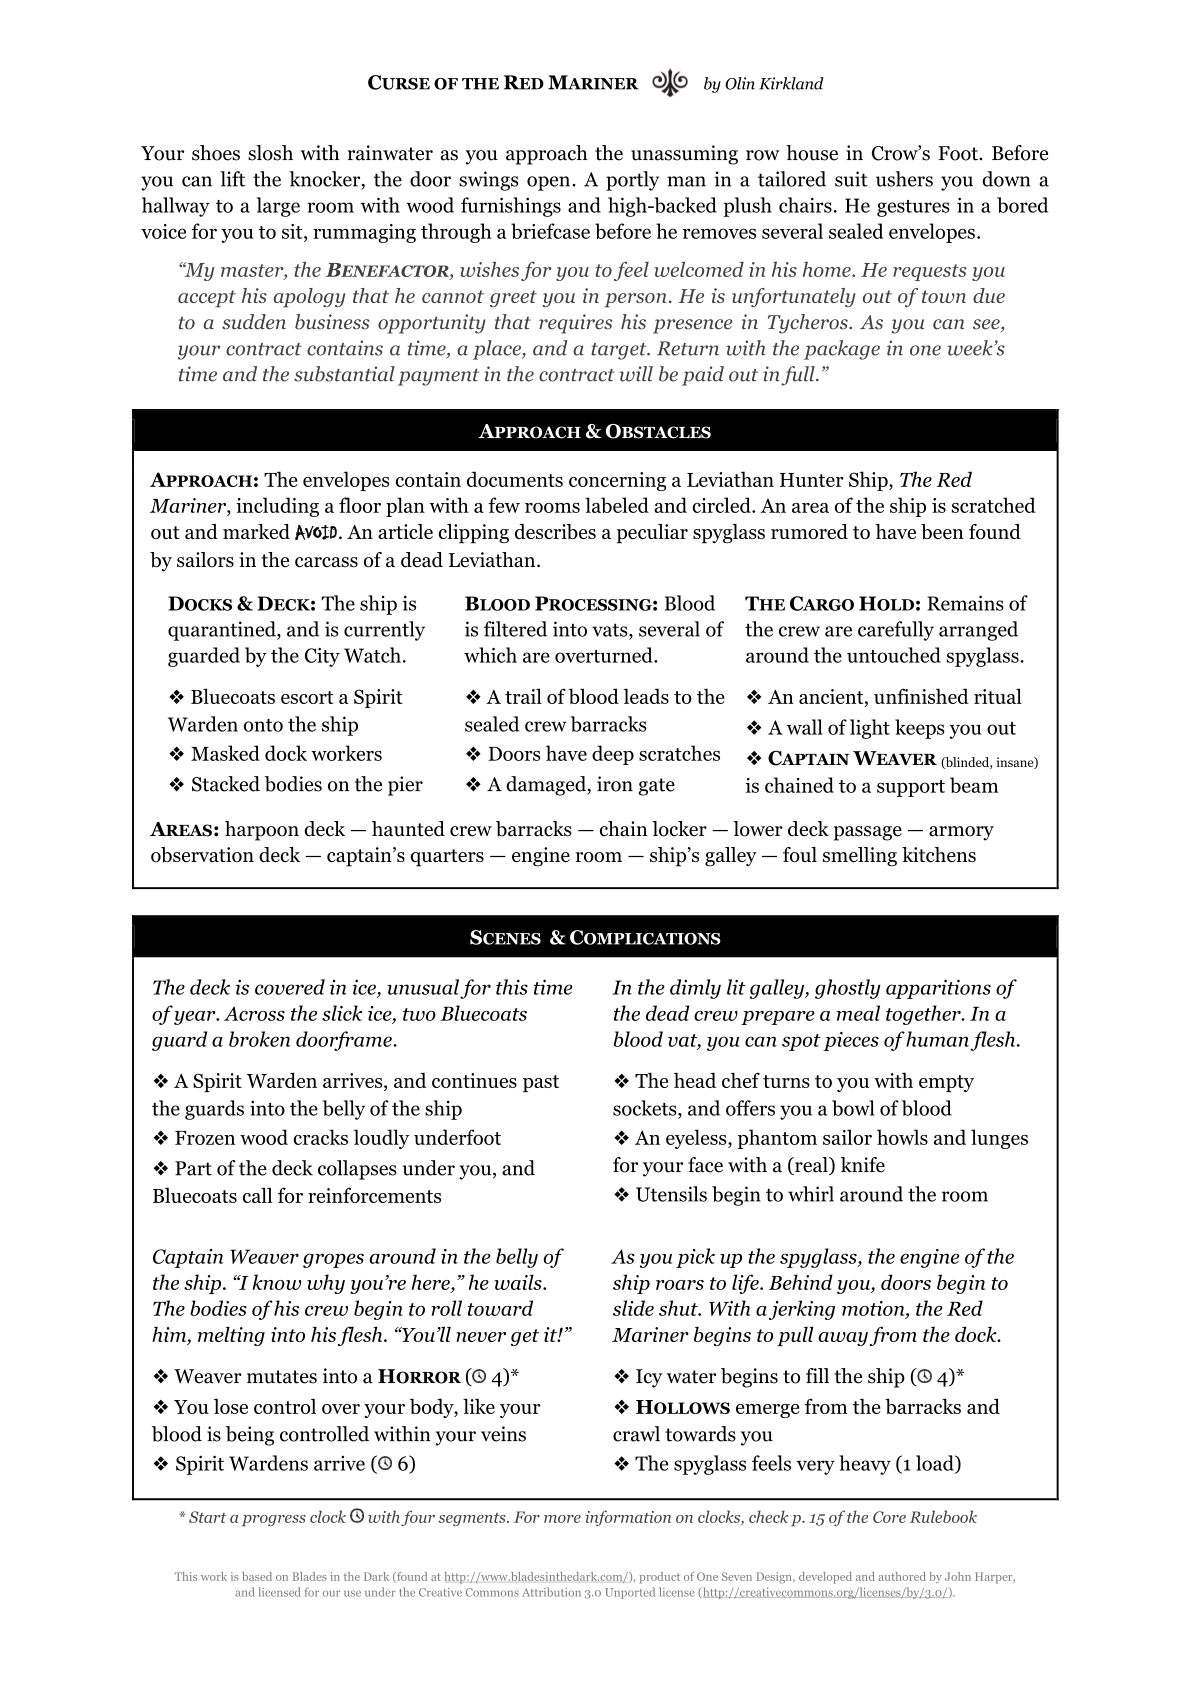 CURSE OF THE RED MARINER by Olin Kirkland
Your shoes slosh with rainwater as you approach the unassuming row house in Crow's Foot. Before
you can lift the knocker, the door swings open. A portly man in a tailored suit ushers you down a
hallway to a large room with wood furnishings and high-backed plush chairs. He gestures in a bored
voice for you to sit, rummaging through a briefcase before he removes several sealed envelopes.
“My master, the BENEFACTOR, wishes for you to feel welcomed in his home. He requests you
accept his apology that he cannot greet you in person. He is unfortunately out of town due
to a sudden business opportunity that requires his presence in Tycheros. As you can see,
your contract contains a time, a place, and a target. Return with the package in one week's
time and the substantial payment in the contract will be paid out in full.”
APPROACH & OBSTACLES
APPROACH: The envelopes contain documents concerning a Leviathan Hunter Ship, The Red
Mariner, including a floor plan with a few rooms labeled and circled. An area of the ship is scratched
out and marked AVOID. An article clipping describes a peculiar spyglass rumored to have been found
by sailors in the carcass of a dead Leviathan.
DOCKS & DECK: The ship is
quarantined, and is currently
guarded by the City Watch.
❖ Bluecoats escort a Spirit
Warden onto the ship
❖ Masked dock workers
❖ Stacked bodies on the pier
BLOOD PROCESSING: Blood
is filtered into vats, several of
which are overturned.
❖ A trail of blood leads to the
sealed crew barracks
❖ Doors have deep scratches
❖ A damaged, iron gate
THE CARGO HOLD: Remains of
the crew are carefully arranged
around the untouched spyglass.
❖ An ancient, unfinished ritual
❖ A wall of light keeps you out
❖ CAPTAIN WEAVER (blinded, insane)
is chained to a support beam
AREAS: harpoon deck — haunted crew barracks — chain locker — lower deck passage — armory
observation deck — captain's quarters — engine room — ship's galley — foul smelling kitchens
SCENES & COMPLICATIONS
The deck is covered in ice, unusual for this time
of year. Across the slick ice, two Bluecoats
guard a broken doorframe.
❖ A Spirit Warden arrives, and continues past
the guards into the belly of the ship
❖ Frozen wood cracks loudly underfoot
❖ Part of the deck collapses under you, and
Bluecoats call for reinforcements
In the dimly lit galley, ghostly apparitions of
the dead crew prepare a meal together. In a
blood vat, you can spot pieces of human flesh.
❖ The head chef turns to you with empty
sockets, and offers you a bowl of blood
❖ An eyeless, phantom sailor howls and lunges
for your face with a (real) knife
❖ Utensils begin to whirl around the room
Captain Weaver gropes around in the belly of
the ship. “I know why you're here,” he wails.
The bodies of his crew begin to roll toward
him, melting into his flesh. “You'll never get it!”
❖ Weaver mutates into a HORROR (🕓 4)*
❖ You lose control over your body, like your
blood is being controlled within your veins
❖ Spirit Wardens arrive (🕓 6)
As you pick up the spyglass, the engine of the
ship roars to life. Behind you, doors begin to
slide shut. With a jerking motion, the Red
Mariner begins to pull away from the dock.
❖ Icy water begins to fill the ship (🕓 4)*
❖ HOLLOWS emerge from the barracks and
crawl towards you
❖ The spyglass feels very heavy (1 load)
* Start a progress clock 🕓 with four segments. For more information on clocks, check p. 15 of the Core Rulebook
This work is based on Blades in the Dark (found at http://www.bladesinthedark.com/), product of One Seven Design, developed and authored by John Harper,
and licensed for our use under the Creative Commons Attribution 3.0 Unported license (http://creativecommons.org/licenses/by/3.0/).